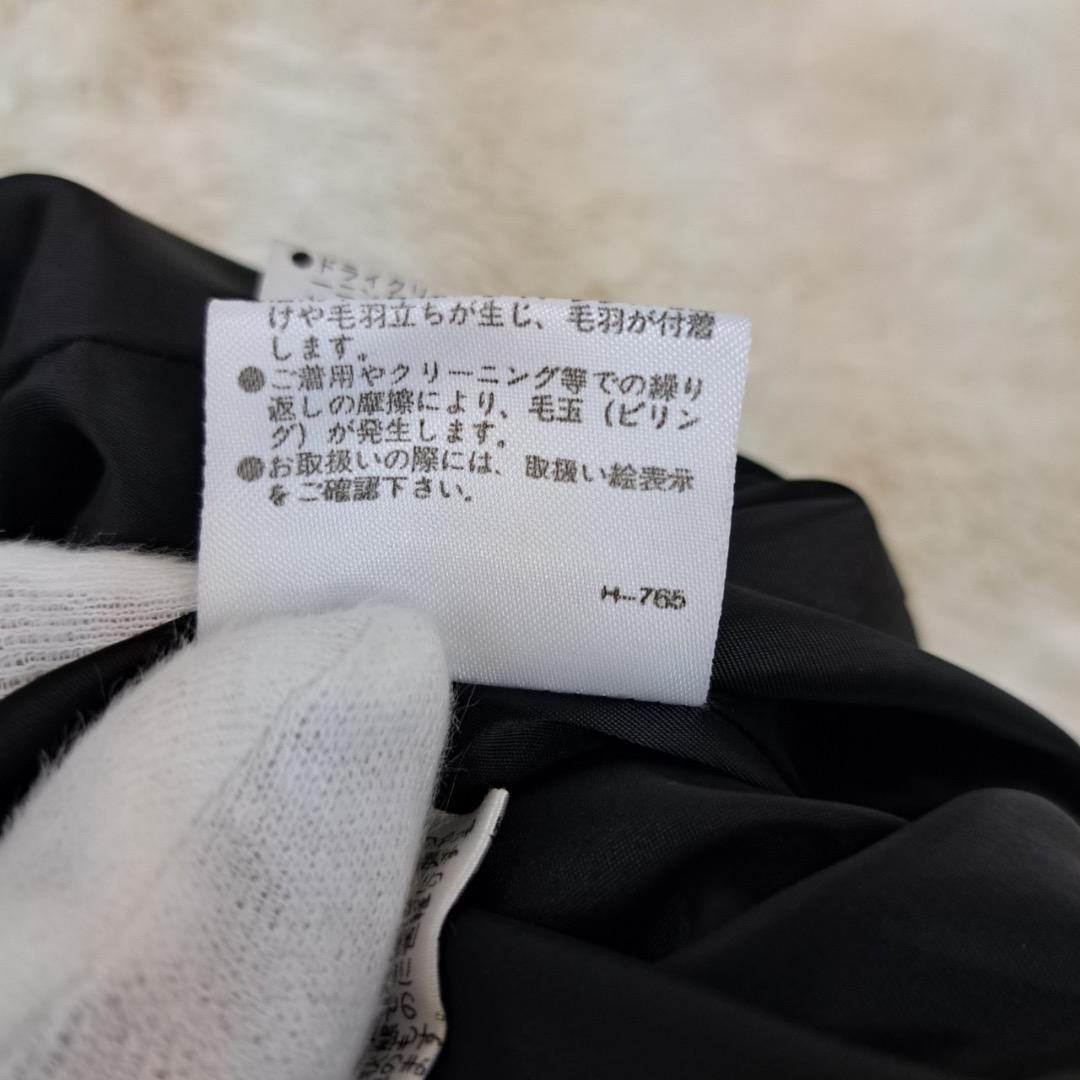 ●ドライクリ
けや毛羽立ちが生じ、毛羽が付着
します。
●ご着用やクリーニング等での繰り
返しの摩擦により、毛玉（ピリン
グ）が発生します。
●お取扱いの際には、取扱い絵表示
をご確認下さい。
H-765